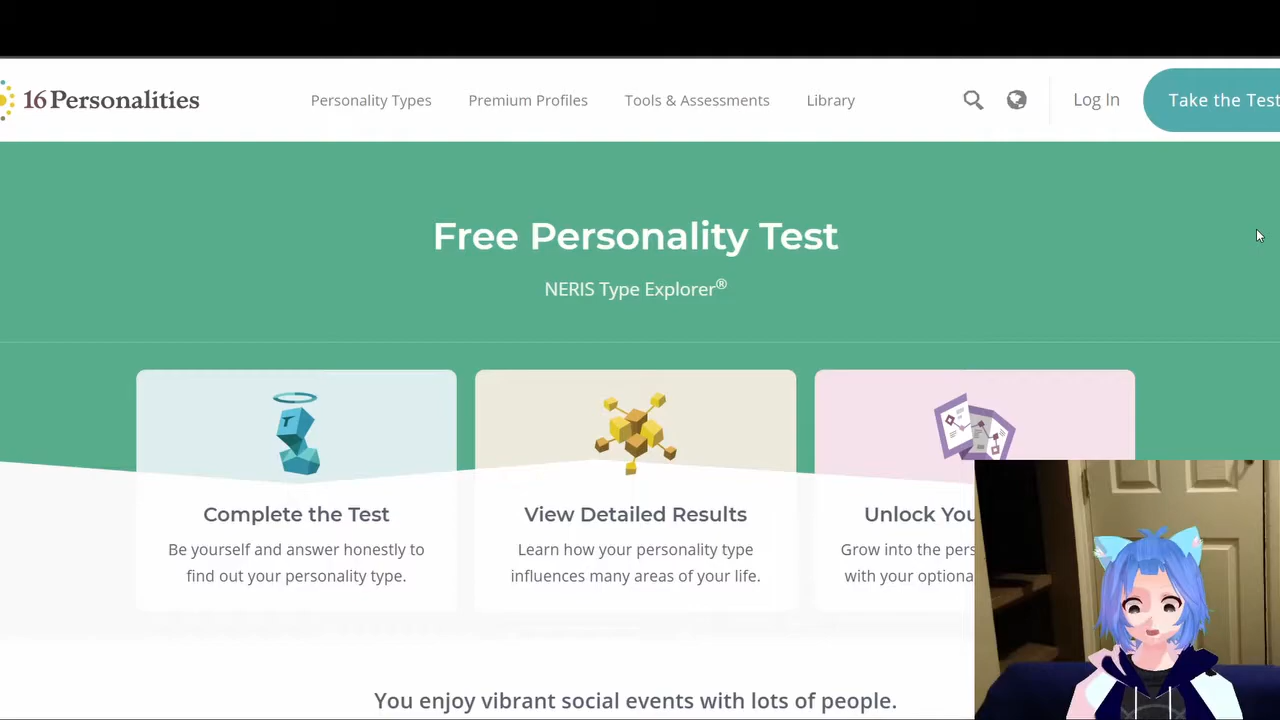 16Personalities
Personality Types
Premium Profiles
Tools & Assessments
Library
Log In
Take the Test
Free Personality Test
NERIS Type Explorer®
Complete the Test
Be yourself and answer honestly to
find out your personality type.
View Detailed Results
Learn how your personality type
influences many areas of your life.
Unlock
Grow into the
with your
You enjoy vibrant social events with lots of people.